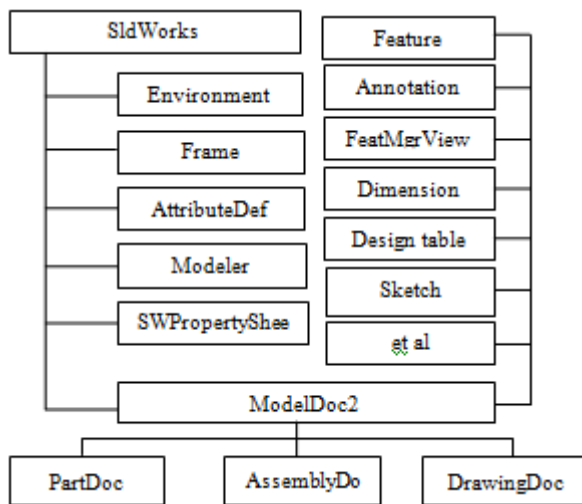 SldWorks
Environment
Frame
AttributeDef
Modeler
SWPropertyShee
Feature
Annotation
FeatMgrView
Dimension
Design table
Sketch
et al
ModelDoc2
PartDoc
AssemblyDo
DrawingDoc